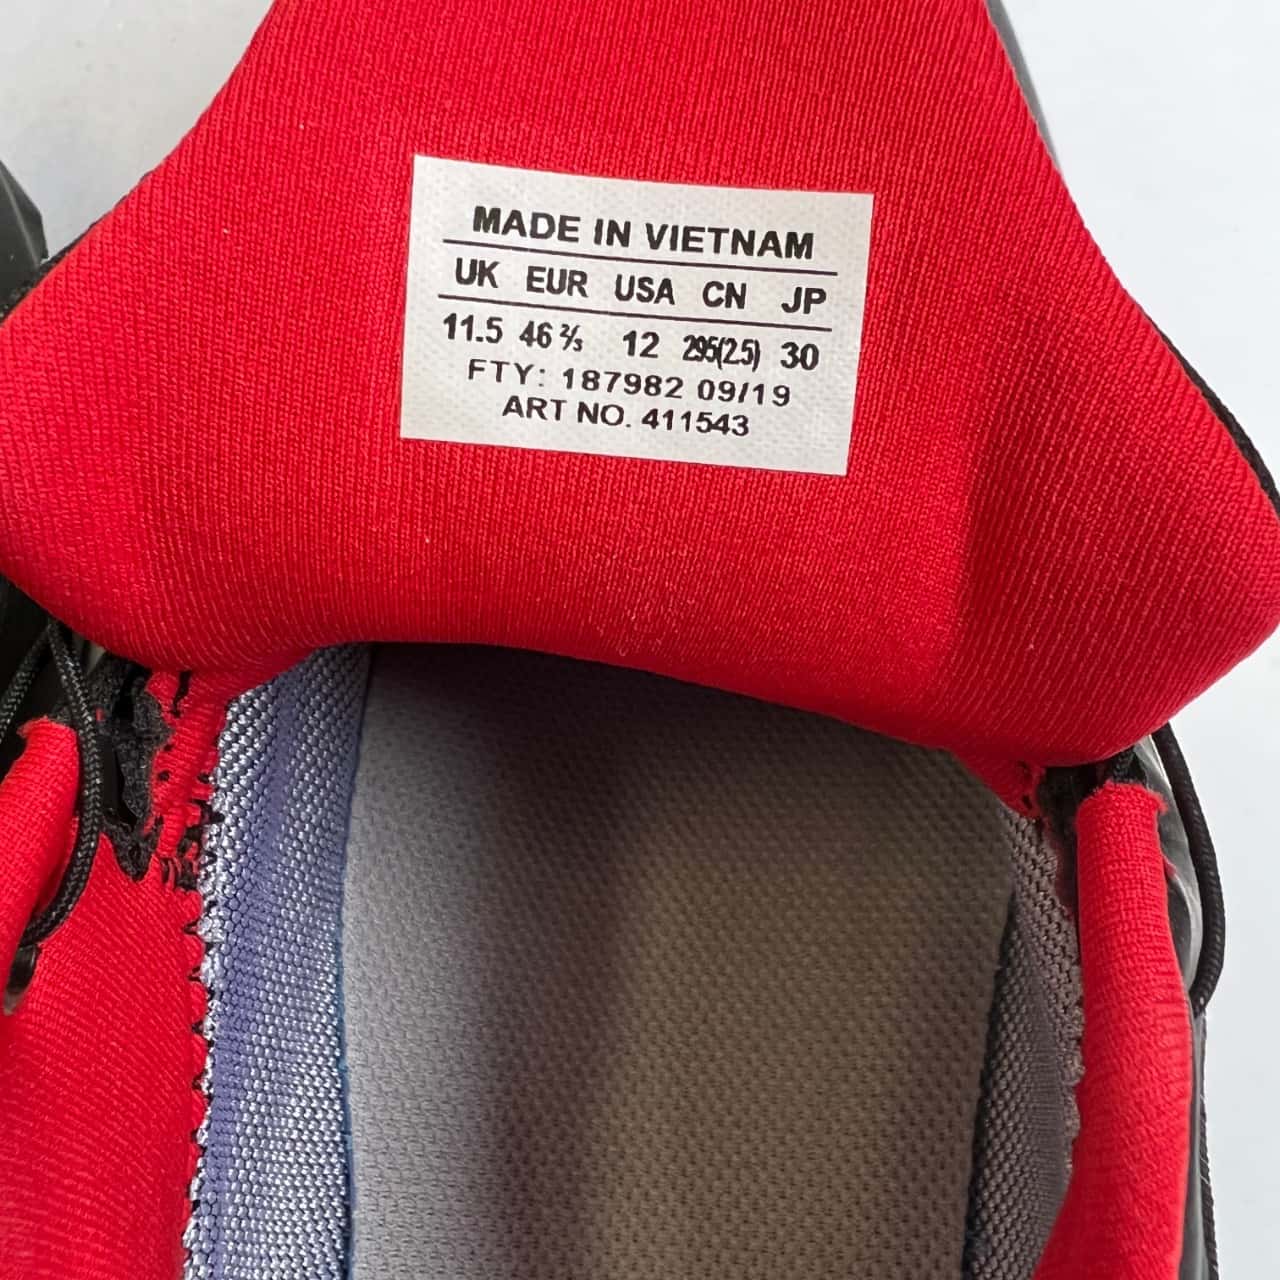 MADE IN VIETNAM
UK EUR USA CN JP
11.5 46 ⅔ 12 295(2.5) 30
FTY: 187982 09/19
ART NO. 411543